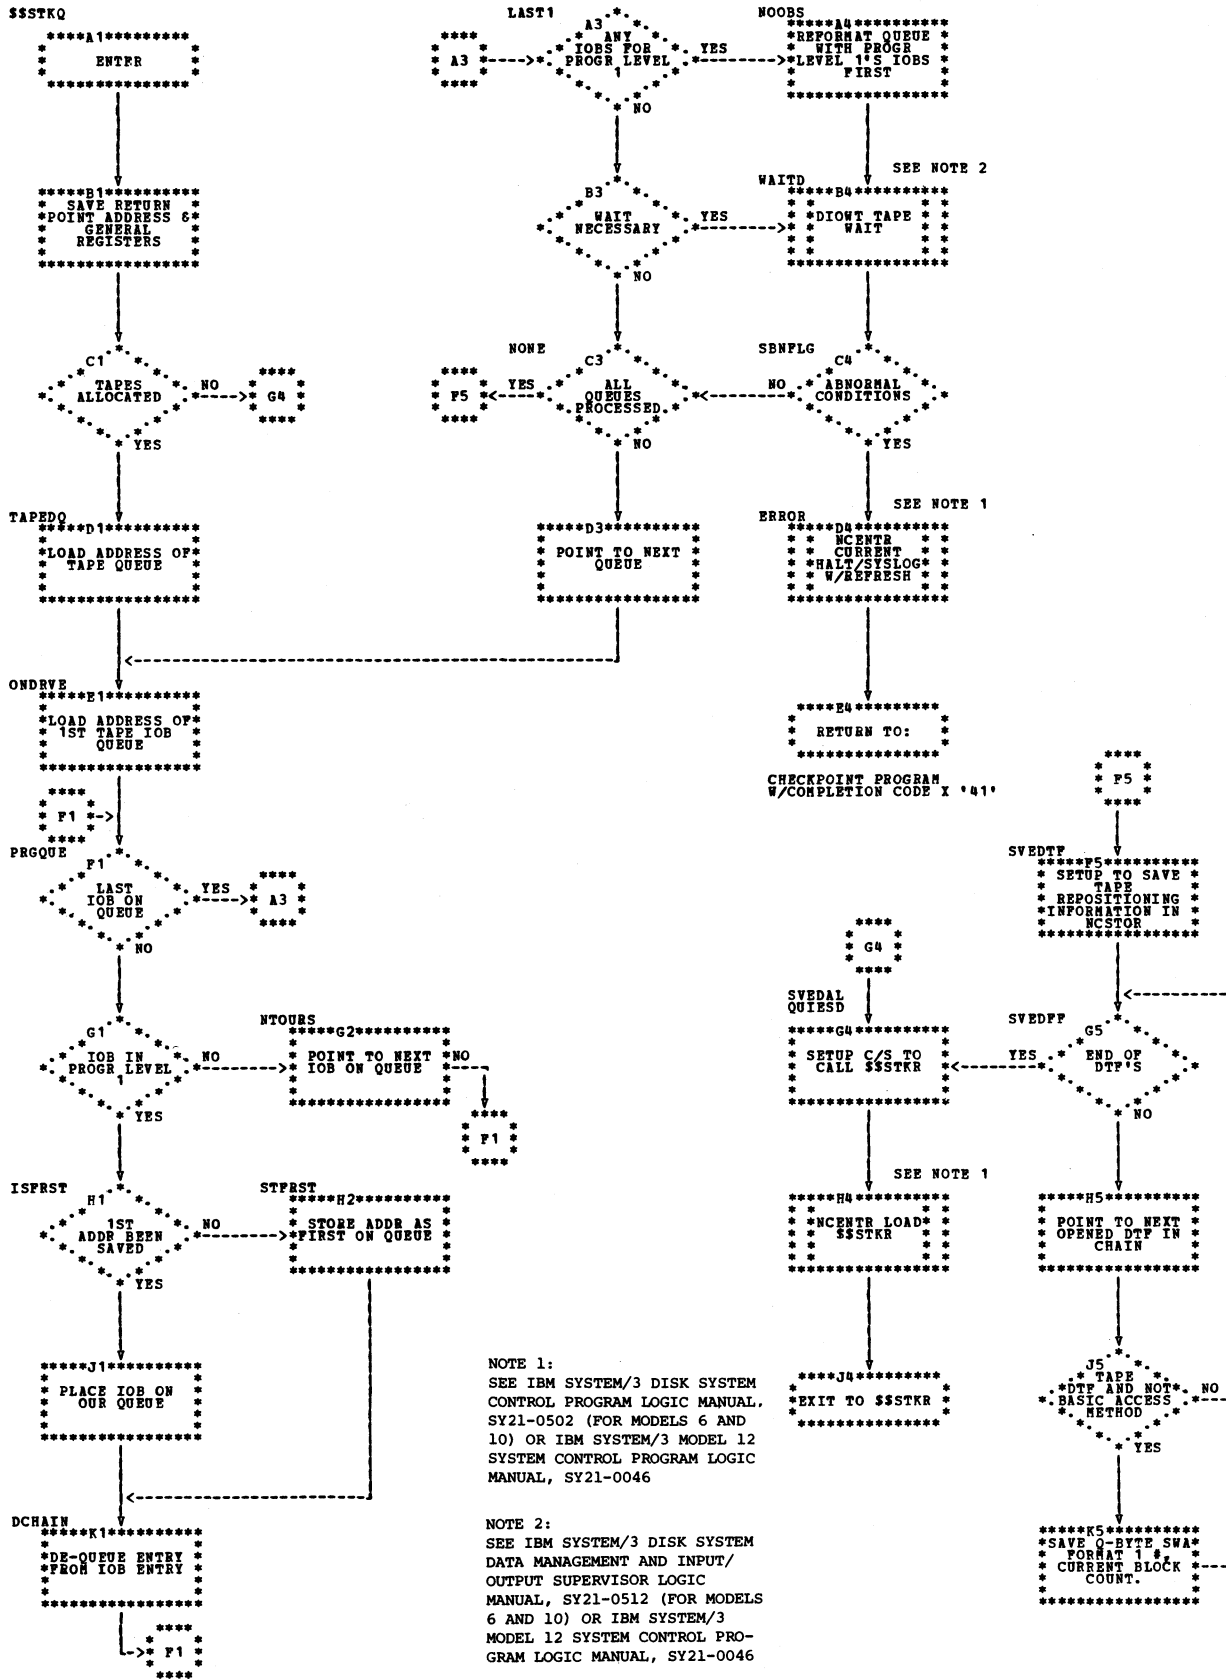 $$STKQ
A1
ENTER
B1
SAVE RETURN
POINT ADDRESS &
GENERAL
REGISTERS
C1
TAPES
ALLOCATED
NO
G4
YES
TAPEDQ
D1
LOAD ADDRESS OF
TAPE QUEUE
ONDRVE
E1
LOAD ADDRESS OF
1ST TAPE IOB
QUEUE
F1
PRGQUE
F1
LAST
IOB ON
QUEUE
YES
A3
NO
G1
IOB IN
PROGR LEVEL
1
NO
YES
NTOURS
G2
POINT TO NEXT
IOB ON QUEUE
NO
F1
ISFRST
H1
1ST
ADDR BEEN
SAVED
NO
YES
STFRST
H2
STORE ADDR AS
FIRST ON QUEUE
J1
PLACE IOB ON
OUR QUEUE
DCHAIN
K1
DE-QUEUE ENTRY
FROM IOB ENTRY
F1
LAST1
A3
A3
ANY
IOBS FOR
PROGR LEVEL
1
YES
NO
NOOBS
A4
REFORMAT QUEUE
WITH PROGR
LEVEL 1'S IOBS
FIRST
B3
WAIT
NECESSARY
YES
NO
SEE NOTE 2
WAITD
B4
DIOWT TAPE
WAIT
NONE
C3
ALL
QUEUES
PROCESSED.
YES
F5
NO
SBNFLG
C4
ABNORMAL
CONDITIONS
NO
YES
D3
POINT TO NEXT
QUEUE
SEE NOTE 1
ERROR
D4
NCENTR
CURRENT
HALT/SYSLOG
W/REFRESH
E4
RETURN TO:
CHECKPOINT PROGRAM
W/COMPLETION CODE X '41'
F5
SVEDTF
F5
SETUP TO SAVE
TAPE
REPOSITIONING
INFORMATION IN
NCSTOR
G4
SVEDAL
QUIESD
G4
SETUP C/S TO
CALL $$STKR
SVEDFF
G5
END OF
DTF'S
YES
NO
SEE NOTE 1
H4
NCENTR LOAD
$$STKR
H5
POINT TO NEXT
OPENED DTF IN
CHAIN
J4
EXIT TO $$STKR
J5
TAPE
DTF AND NOT
BASIC ACCESS
METHOD
NO
YES
K5
SAVE Q-BYTE SWA
FORMAT 1 #,
CURRENT BLOCK
COUNT.
NOTE 1:
SEE IBM SYSTEM/3 DISK SYSTEM
CONTROL PROGRAM LOGIC MANUAL,
SY21-0502 (FOR MODELS 6 AND
10) OR IBM SYSTEM/3 MODEL 12
SYSTEM CONTROL PROGRAM LOGIC
MANUAL, SY21-0046
NOTE 2:
SEE IBM SYSTEM/3 DISK SYSTEM
DATA MANAGEMENT AND INPUT/
OUTPUT SUPERVISOR LOGIC
MANUAL, SY21-0512 (FOR MODELS
6 AND 10) OR IBM SYSTEM/3
MODEL 12 SYSTEM CONTROL PRO-
GRAM LOGIC MANUAL, SY21-0046